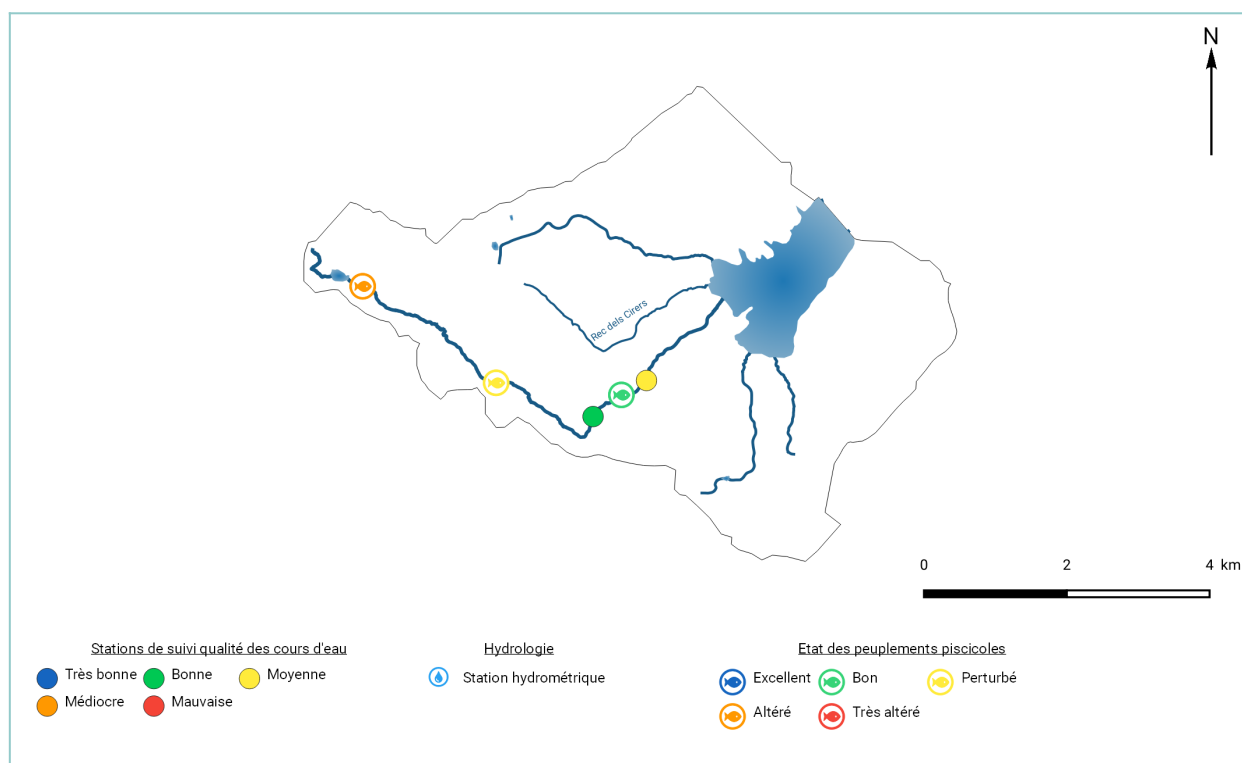 N
Rec dels Cirers
0 2 4 km
Stations de suivi qualité des cours d'eau
Très bonne Bonne Moyenne
Médiocre Mauvaise
Hydrologie
Station hydrométrique
Etat des peuplements piscicoles
Excellent Bon Perturbé
Altéré Très altéré